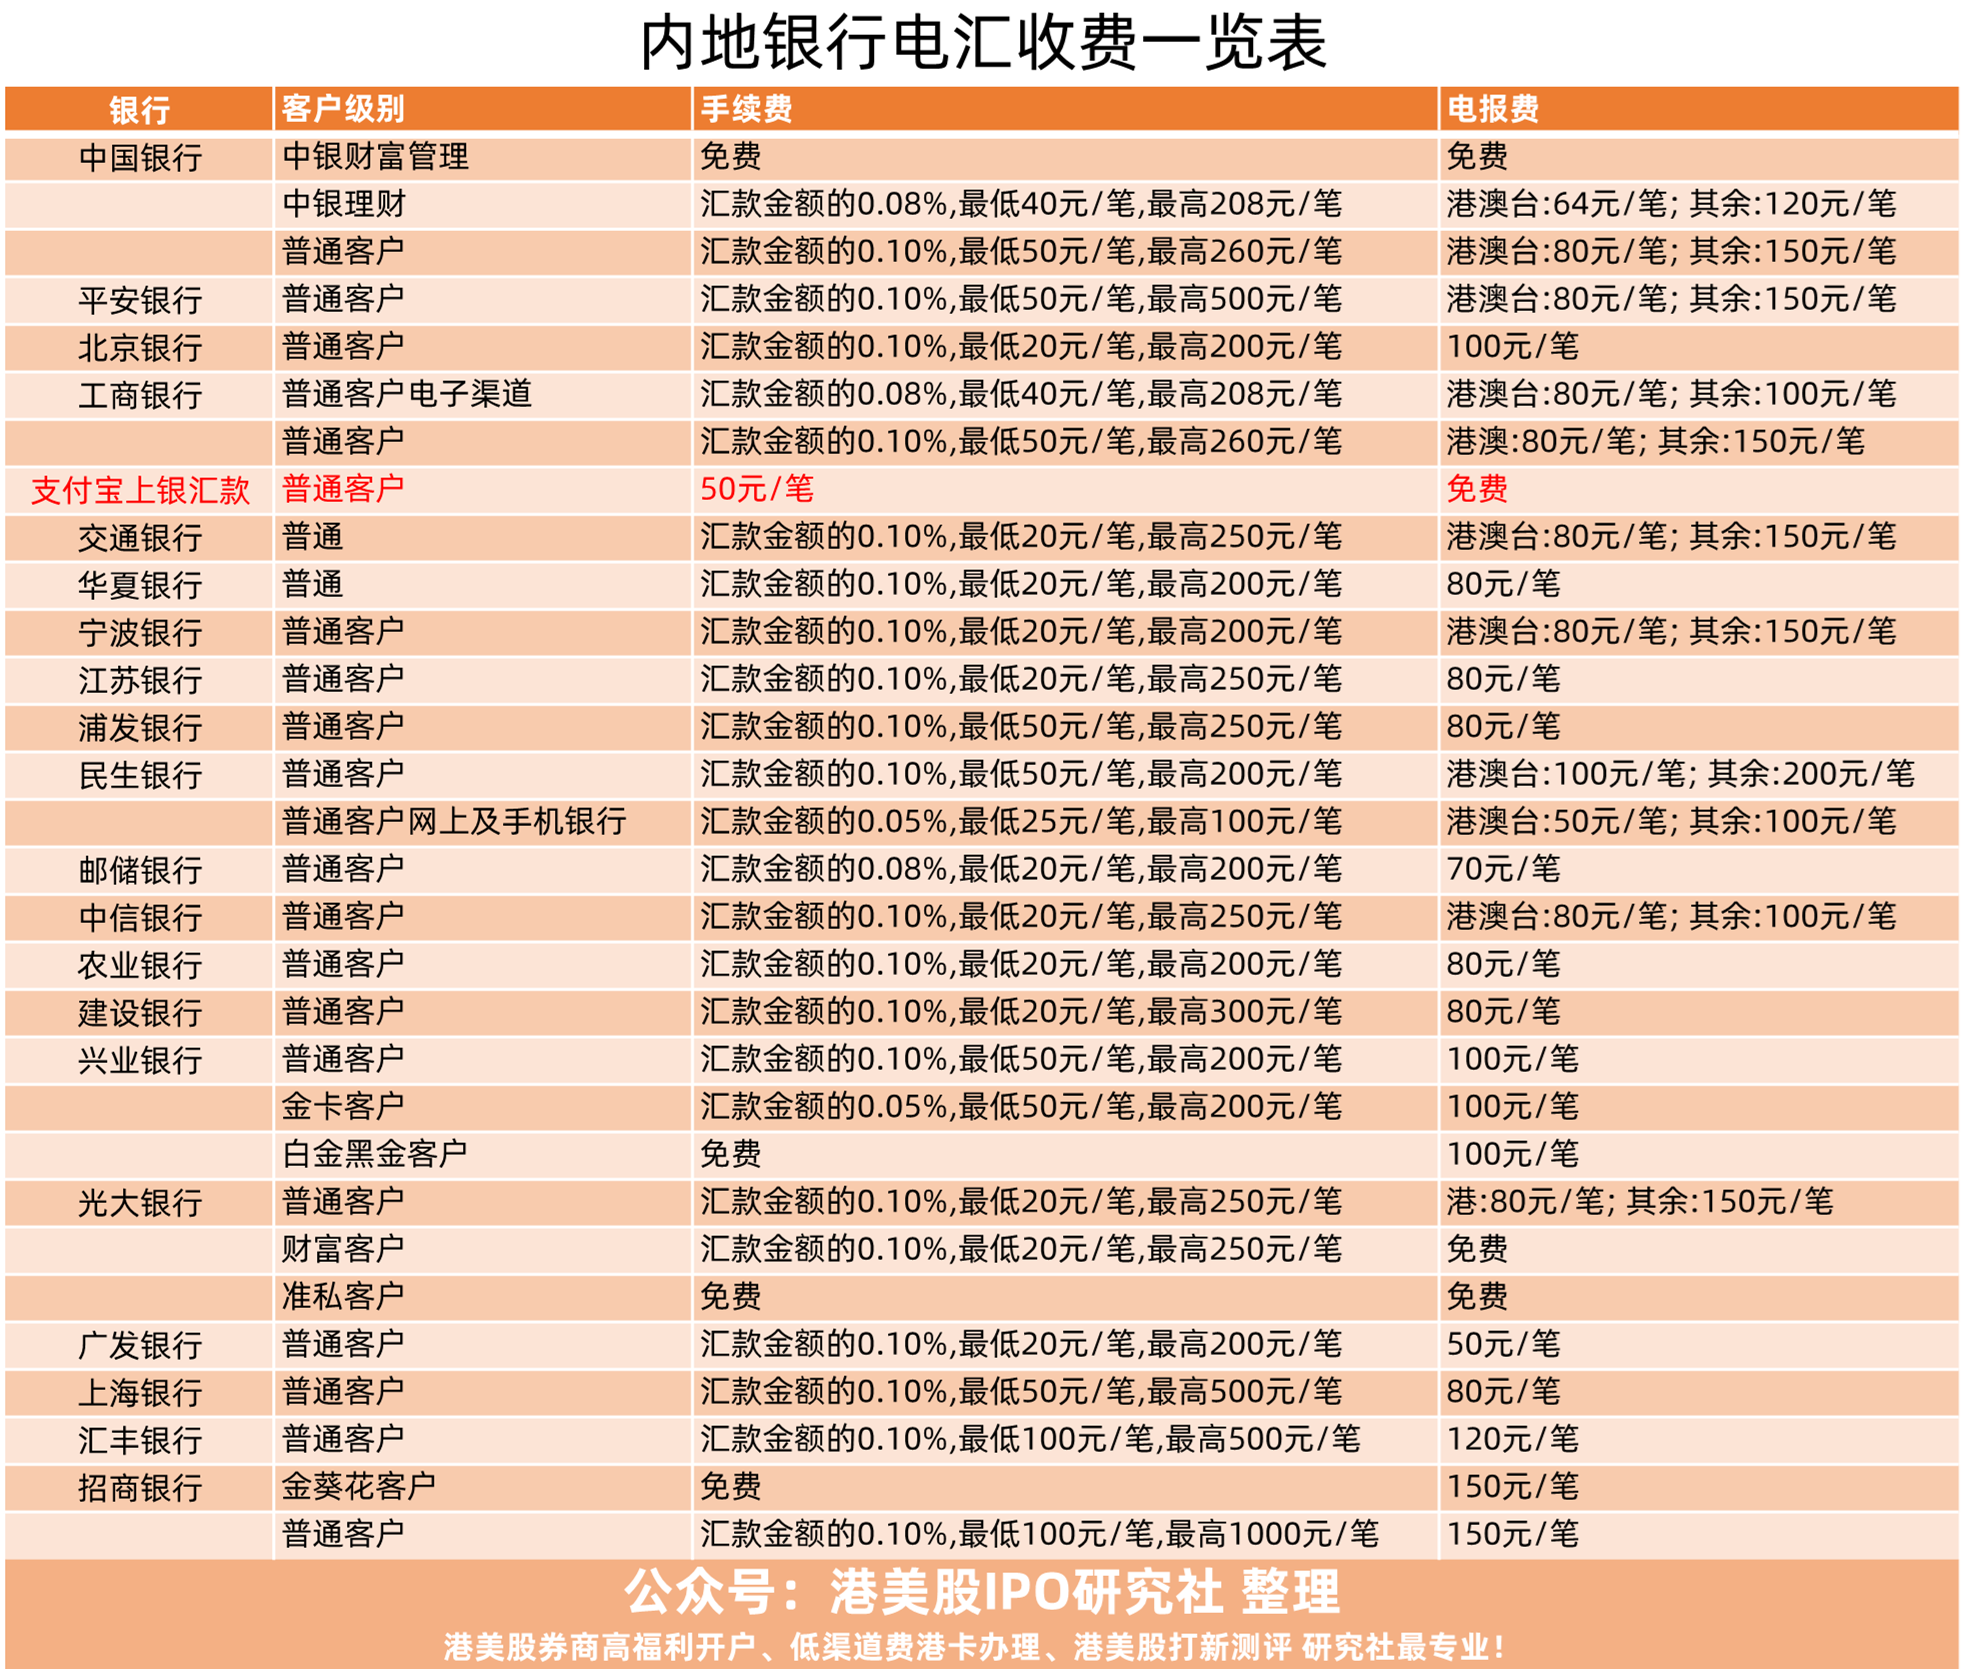 内地银行电汇收费一览表
银行 客户级别 手续费 电报费
中国银行 中银财富管理 免费 免费
中银理财 汇款金额的0.08%,最低40元/笔,最高208元/笔 港澳台:64元/笔; 其余:120元/笔
普通客户 汇款金额的0.10%,最低50元/笔,最高260元/笔 港澳台:80元/笔; 其余:150元/笔
平安银行 普通客户 汇款金额的0.10%,最低50元/笔,最高500元/笔 港澳台:80元/笔; 其余:150元/笔
北京银行 普通客户 汇款金额的0.10%,最低20元/笔,最高200元/笔 100元/笔
工商银行 普通客户电子渠道 汇款金额的0.08%,最低40元/笔,最高208元/笔 港澳台:80元/笔; 其余:100元/笔
普通客户 汇款金额的0.10%,最低50元/笔,最高260元/笔 港澳:80元/笔; 其余:150元/笔
支付宝上银汇款 普通客户 50元/笔 免费
交通银行 普通 汇款金额的0.10%,最低20元/笔,最高250元/笔 港澳台:80元/笔; 其余:150元/笔
华夏银行 普通 汇款金额的0.10%,最低20元/笔,最高200元/笔 80元/笔
宁波银行 普通客户 汇款金额的0.10%,最低20元/笔,最高200元/笔 港澳台:80元/笔; 其余:150元/笔
江苏银行 普通客户 汇款金额的0.10%,最低20元/笔,最高250元/笔 80元/笔
浦发银行 普通客户 汇款金额的0.10%,最低50元/笔,最高250元/笔 80元/笔
民生银行 普通客户 汇款金额的0.10%,最低50元/笔,最高200元/笔 港澳台:100元/笔; 其余:200元/笔
普通客户网上及手机银行 汇款金额的0.05%,最低25元/笔,最高100元/笔 港澳台:50元/笔; 其余:100元/笔
邮储银行 普通客户 汇款金额的0.08%,最低20元/笔,最高200元/笔 70元/笔
中信银行 普通客户 汇款金额的0.10%,最低20元/笔,最高250元/笔 港澳台:80元/笔; 其余:100元/笔
农业银行 普通客户 汇款金额的0.10%,最低20元/笔,最高200元/笔 80元/笔
建设银行 普通客户 汇款金额的0.10%,最低20元/笔,最高300元/笔 80元/笔
兴业银行 普通客户 汇款金额的0.10%,最低50元/笔,最高200元/笔 100元/笔
金卡客户 汇款金额的0.05%,最低50元/笔,最高200元/笔 100元/笔
白金黑金客户 免费 100元/笔
光大银行 普通客户 汇款金额的0.10%,最低20元/笔,最高250元/笔 港:80元/笔; 其余:150元/笔
财富客户 汇款金额的0.10%,最低20元/笔,最高250元/笔 免费
准私客户 免费 免费
广发银行 普通客户 汇款金额的0.10%,最低20元/笔,最高200元/笔 50元/笔
上海银行 普通客户 汇款金额的0.10%,最低50元/笔,最高500元/笔 80元/笔
汇丰银行 普通客户 汇款金额的0.10%,最低100元/笔,最高500元/笔 120元/笔
招商银行 金葵花客户 免费 150元/笔
普通客户 汇款金额的0.10%,最低100元/笔,最高1000元/笔 150元/笔
公众号：港美股IPO研究社 整理
港美股券商高福利开户、低渠道费港卡办理、港美股打新测评 研究社最专业！